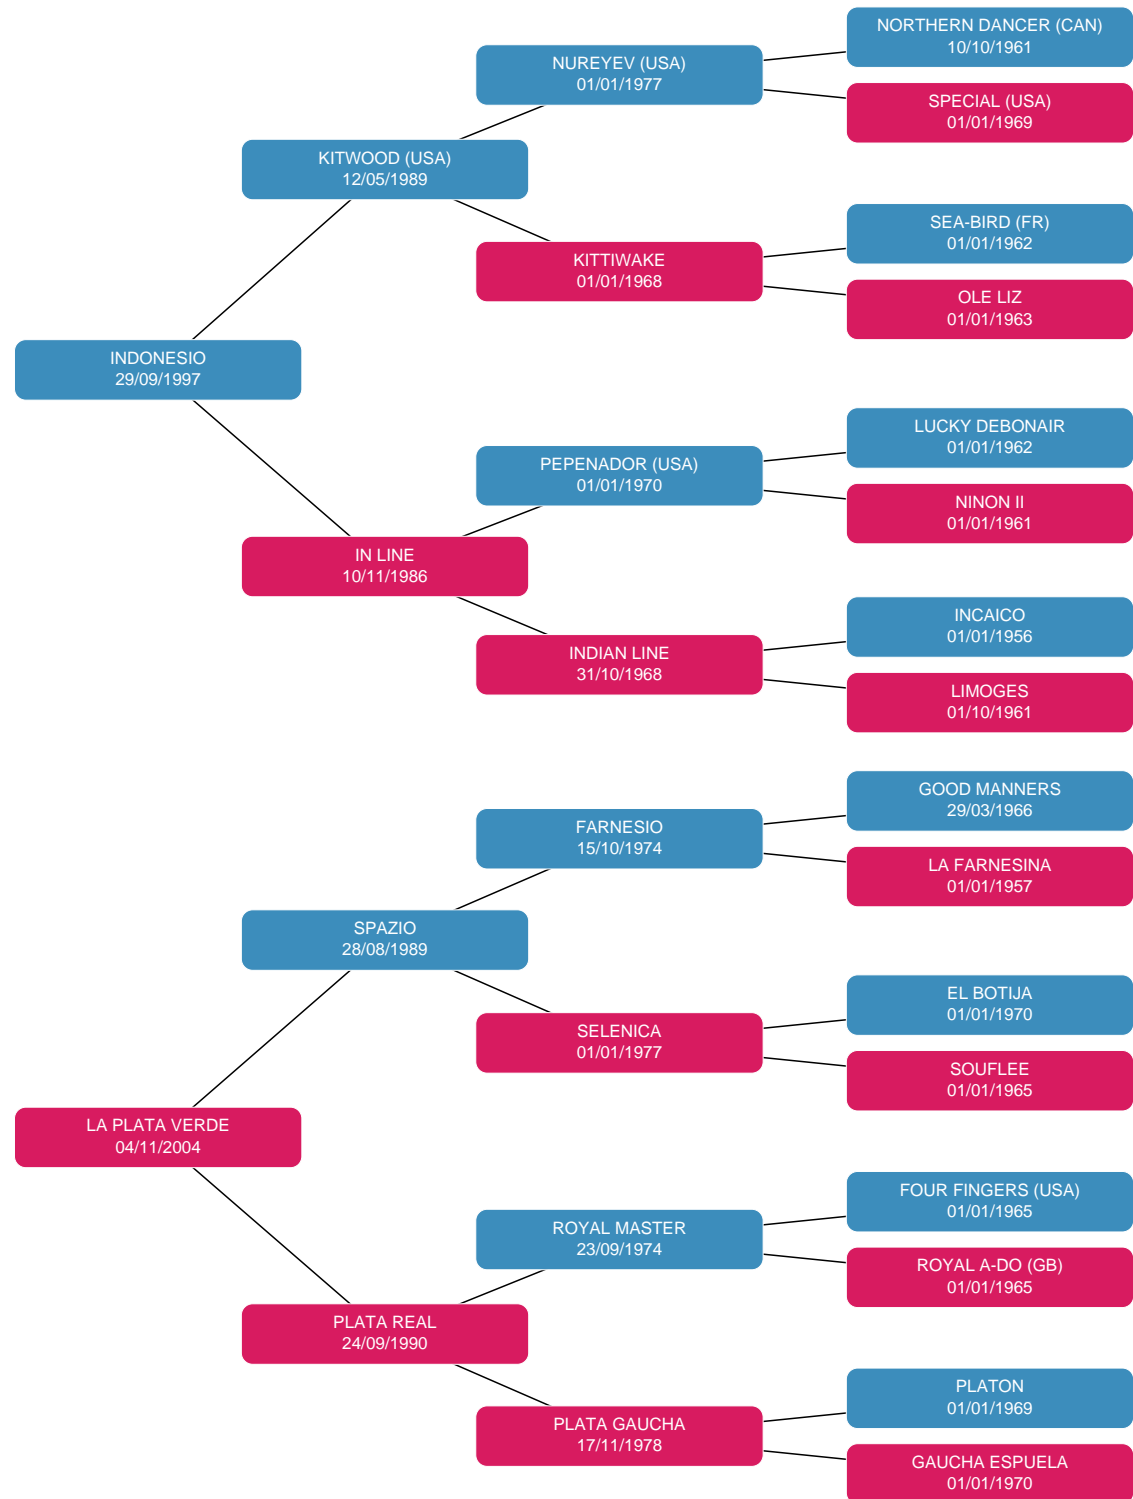 NORTHERN DANCER (CAN)
10/10/1961
NUREYEV (USA)
01/01/1977
SPECIAL (USA)
01/01/1969
KITWOOD (USA)
12/05/1989
SEA-BIRD (FR)
01/01/1962
KITTIWAKE
01/01/1968
OLE LIZ
01/01/1963
INDONESIO
29/09/1997
LUCKY DEBONAIR
01/01/1962
PEPENADOR (USA)
01/01/1970
NINON II
01/01/1961
IN LINE
10/11/1986
INCAICO
01/01/1956
INDIAN LINE
31/10/1968
LIMOGES
01/10/1961
GOOD MANNERS
29/03/1966
FARNESIO
15/10/1974
LA FARNESINA
01/01/1957
SPAZIO
28/08/1989
EL BOTIJA
01/01/1970
SELENICA
01/01/1977
SOUFLEE
01/01/1965
LA PLATA VERDE
04/11/2004
FOUR FINGERS (USA)
01/01/1965
ROYAL MASTER
23/09/1974
ROYAL A-DO (GB)
01/01/1965
PLATA REAL
24/09/1990
PLATON
01/01/1969
PLATA GAUCHA
17/11/1978
GAUCHA ESPUELA
01/01/1970